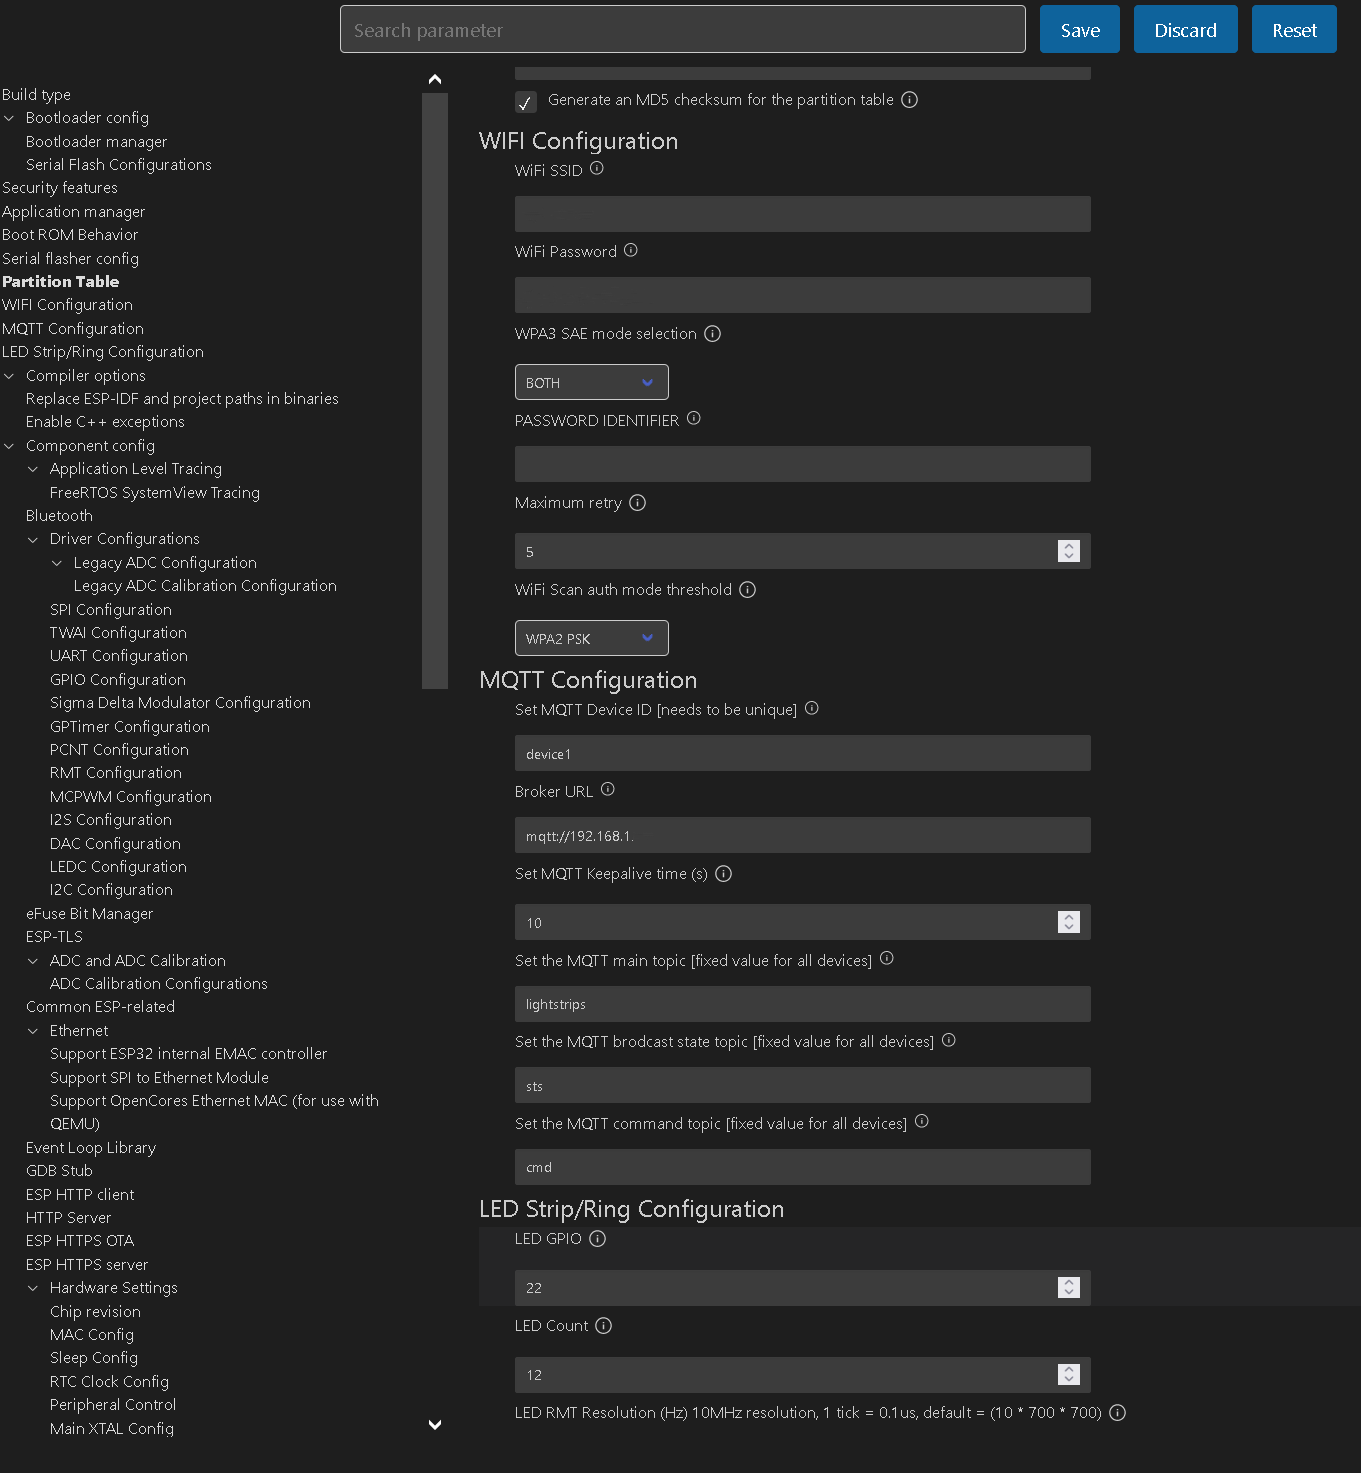 Search parameter
Save
Discard
Reset
Build type
Bootloader config
Bootloader manager
Serial Flash Configurations
Security features
Application manager
Boot ROM Behavior
Serial flasher config
Partition Table
WIFI Configuration
MQTT Configuration
LED Strip/Ring Configuration
Compiler options
Replace ESP-IDF and project paths in binaries
Enable C++ exceptions
Component config
Application Level Tracing
FreeRTOS SystemView Tracing
Bluetooth
Driver Configurations
Legacy ADC Configuration
Legacy ADC Calibration Configuration
SPI Configuration
TWAI Configuration
UART Configuration
GPIO Configuration
Sigma Delta Modulator Configuration
GPTimer Configuration
PCNT Configuration
RMT Configuration
MCPWM Configuration
I2S Configuration
DAC Configuration
LEDC Configuration
I2C Configuration
eFuse Bit Manager
ESP-TLS
ADC and ADC Calibration
ADC Calibration Configurations
Common ESP-related
Ethernet
Support ESP32 internal EMAC controller
Support SPI to Ethernet Module
Support OpenCores Ethernet MAC (for use with
QEMU)
Event Loop Library
GDB Stub
ESP HTTP client
HTTP Server
ESP HTTPS OTA
ESP HTTPS server
Hardware Settings
Chip revision
MAC Config
Sleep Config
RTC Clock Config
Peripheral Control
Main XTAL Config
Generate an MD5 checksum for the partition table
WIFI Configuration
WiFi SSID
WiFi Password
WPA3 SAE mode selection
BOTH
PASSWORD IDENTIFIER
Maximum retry
5
WiFi Scan auth mode threshold
WPA2 PSK
MQTT Configuration
Set MQTT Device ID [needs to be unique]
device1
Broker URL
mqtt://192.168.1.
Set MQTT Keepalive time (s)
10
Set the MQTT main topic [fixed value for all devices]
lightstrips
Set the MQTT brodcast state topic [fixed value for all devices]
sts
Set the MQTT command topic [fixed value for all devices]
cmd
LED Strip/Ring Configuration
LED GPIO
22
LED Count
12
LED RMT Resolution (Hz) 10MHz resolution, 1 tick = 0.1us, default = (10 * 700 * 700)